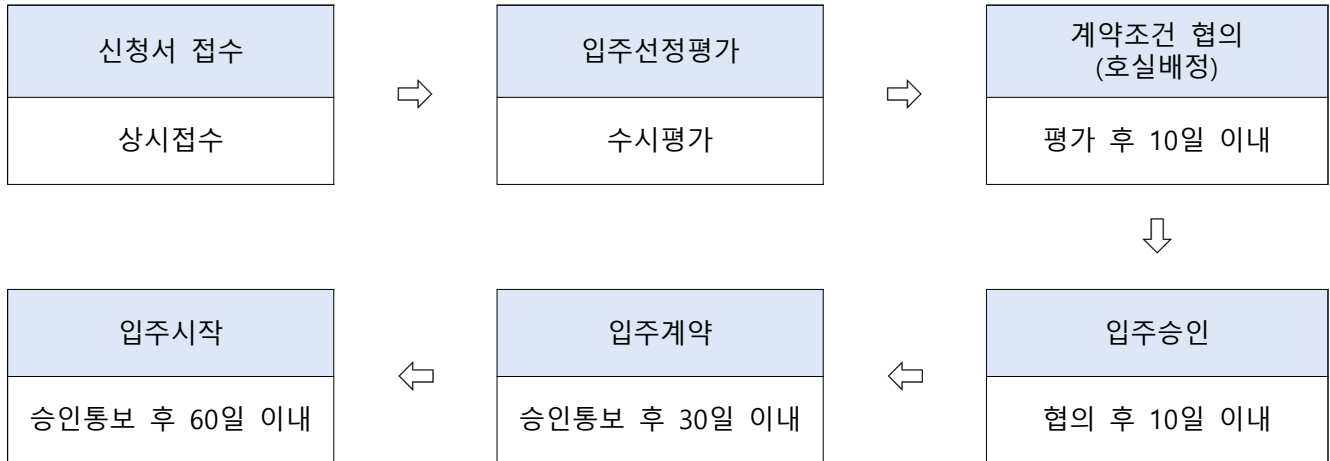 신청서 접수
상시접수
입주선정평가
수시평가
계약조건 협의
(호실배정)
평가 후 10일 이내
입주승인
협의 후 10일 이내
입주계약
승인통보 후 30일 이내
입주시작
승인통보 후 60일 이내